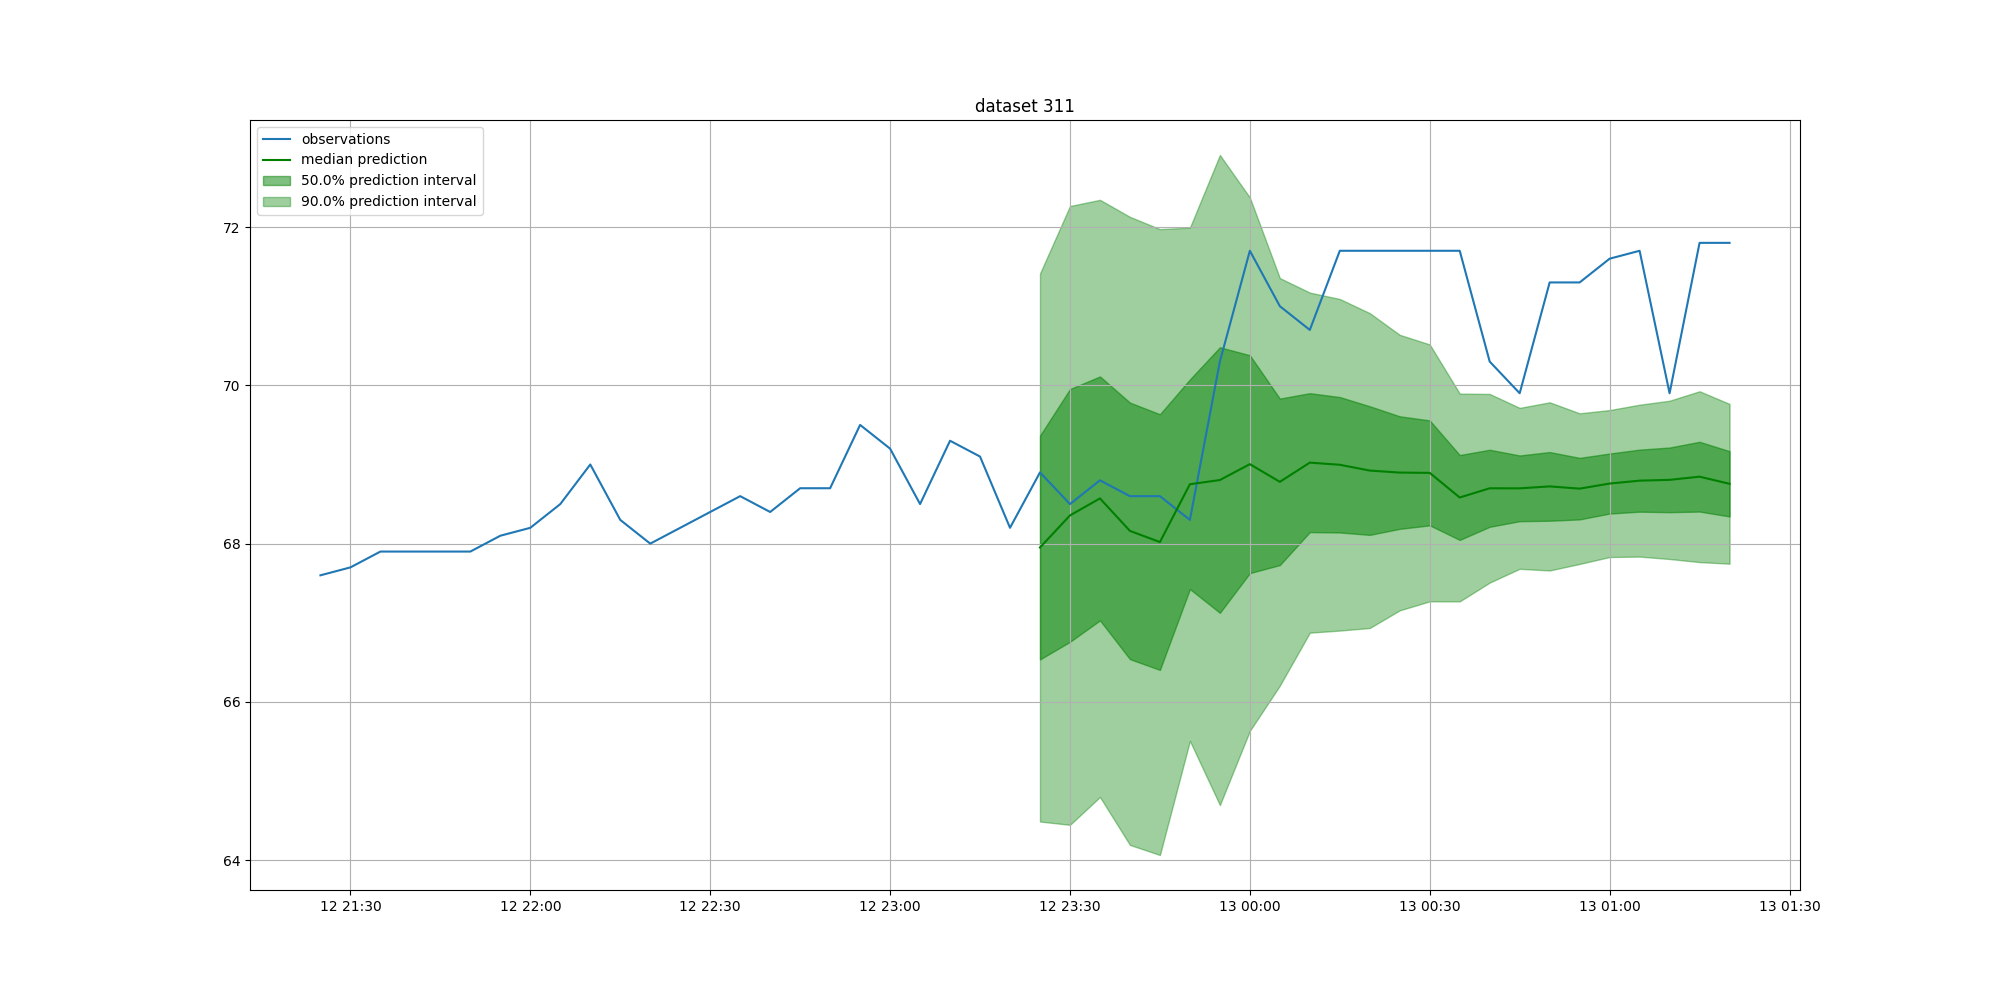 dataset 311
observations
median prediction
50.0% prediction interval
90.0% prediction interval
72
70
68
66
64
12 21:30 12 22:00 12 22:30 12 23:00 12 23:30 13 00:00 13 00:30 13 01:00 13 01:30